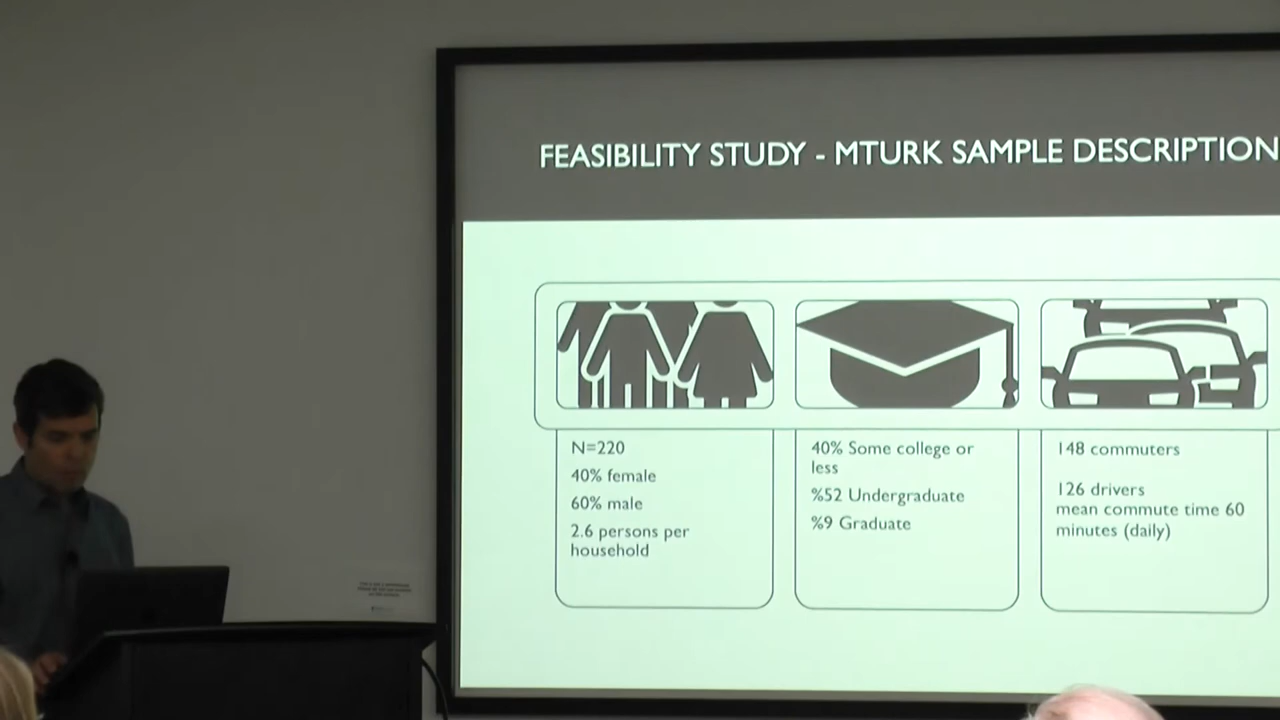 FEASIBILITY STUDY - MTURK SAMPLE DESCRIPTION
N=220
40% female
60% male
2.6 persons per
household
40% Some college or
less
%52 Undergraduate
%9 Graduate
148 commuters
126 drivers
mean commute time 60
minutes (daily)